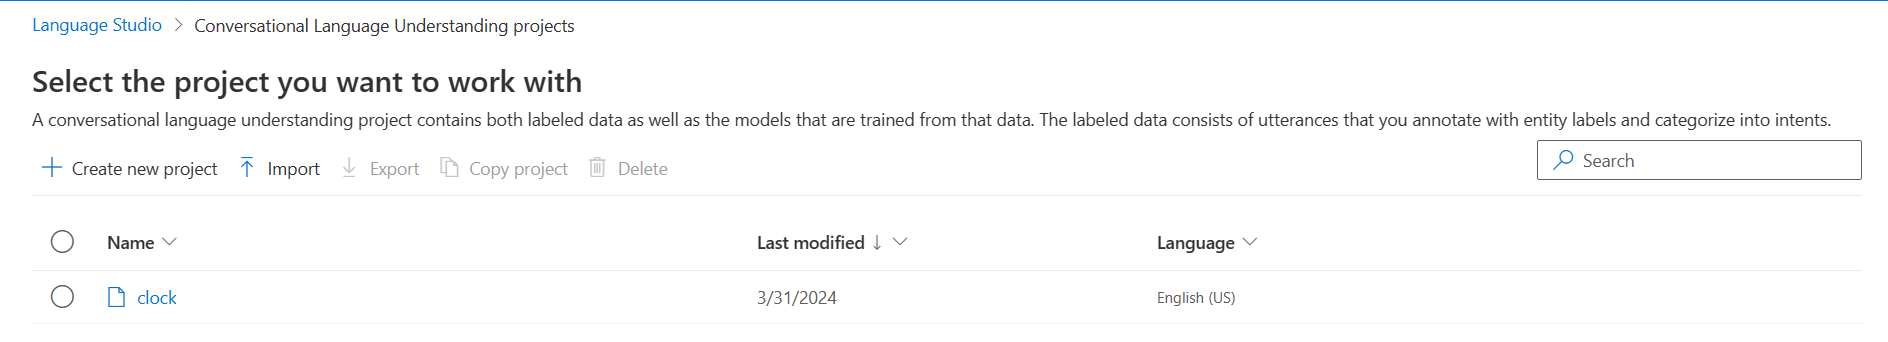 Language Studio > Conversational Language Understanding projects
Select the project you want to work with
A conversational language understanding project contains both labeled data as well as the models that are trained from that data. The labeled data consists of utterances that you annotate with entity labels and categorize into intents.
Create new project Import Export Copy project Delete Search
Name Last modified ↓ Language
clock 3/31/2024 English (US)